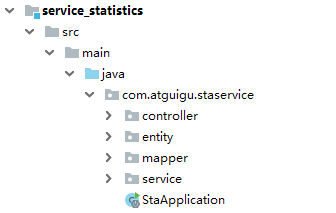 service_statistics
src
main
java
com.atguigu.staservice
controller
entity
mapper
service
StaApplication